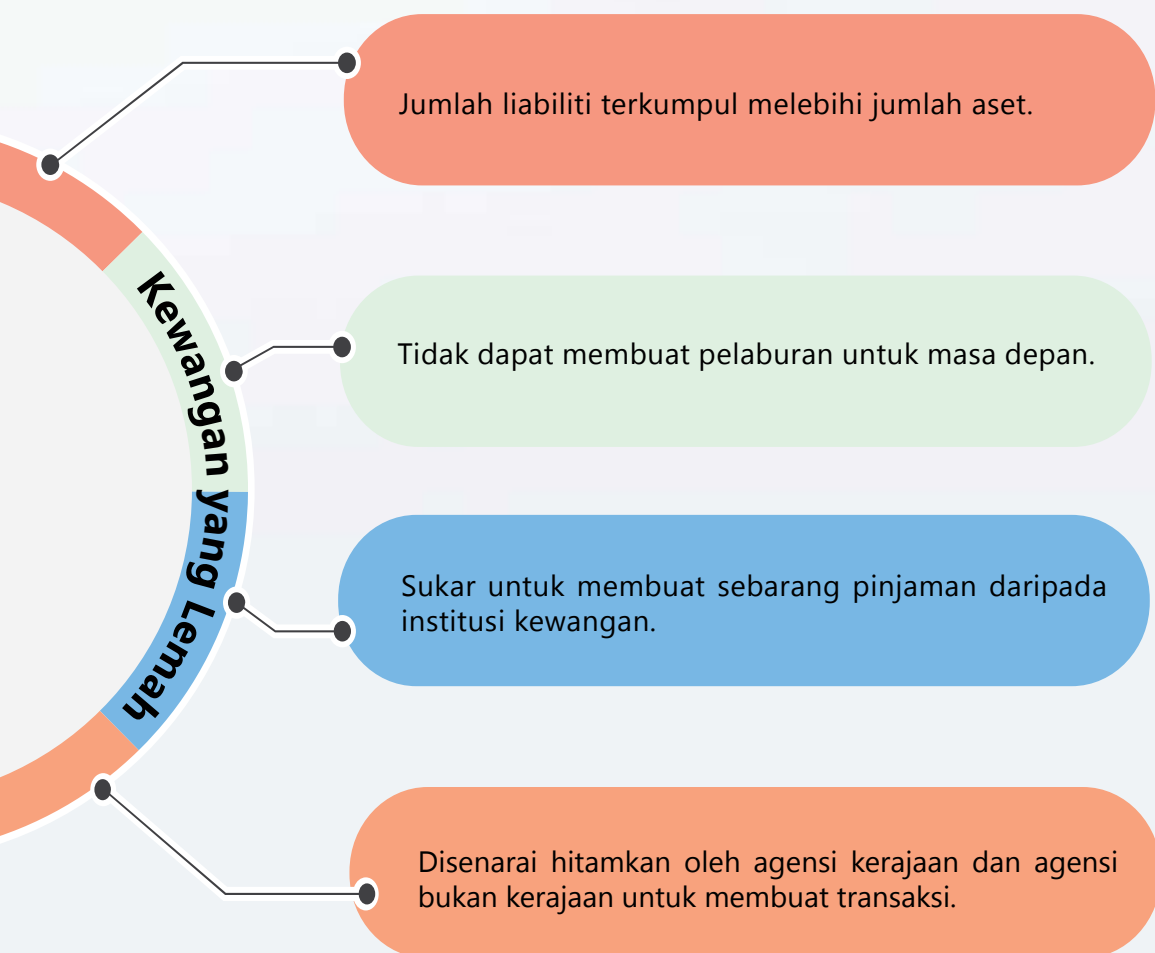 Jumlah liabiliti terkumpul melebihi jumlah aset.
Kewangan yang Lemah
Tidak dapat membuat pelaburan untuk masa depan.
Sukar untuk membuat sebarang pinjaman daripada
institusi kewangan.
Disenarai hitamkan oleh agensi kerajaan dan agensi
bukan kerajaan untuk membuat transaksi.